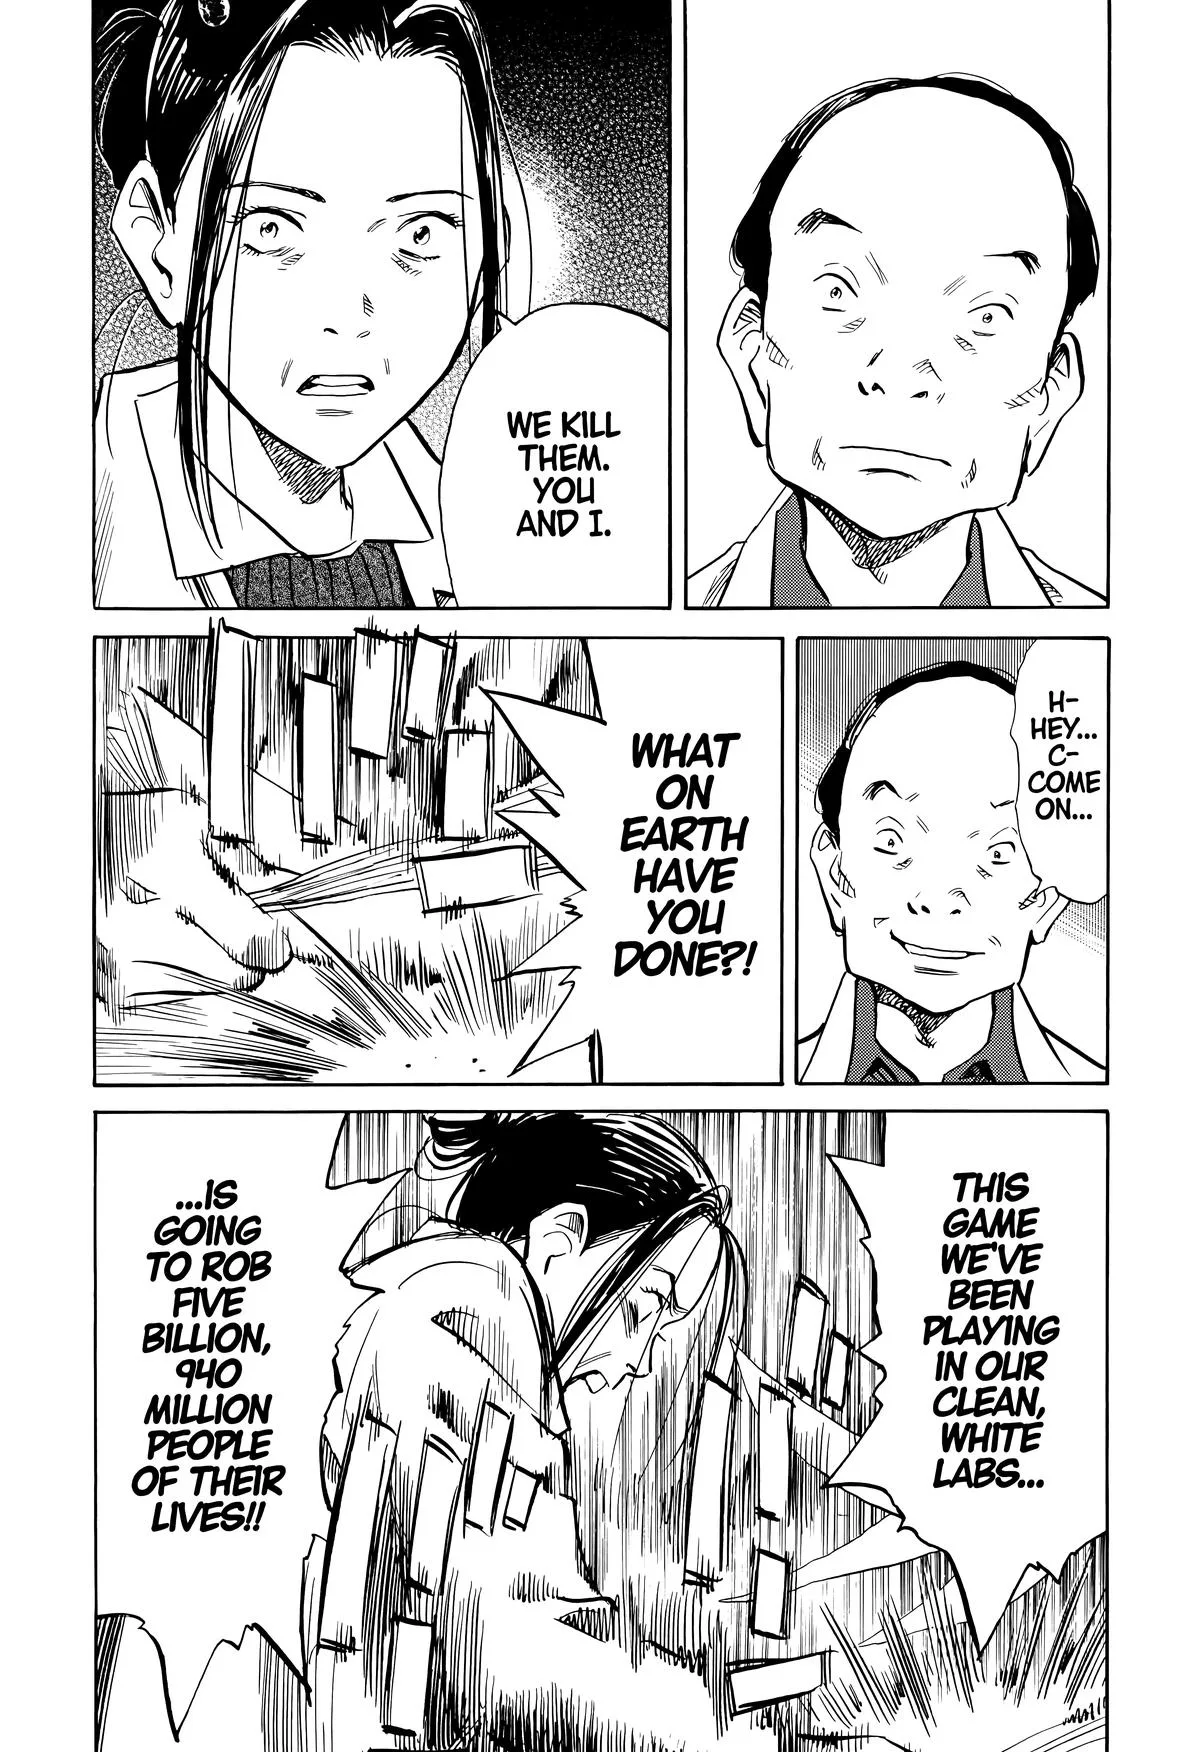 WE KILL
THEM.
YOU
AND I.
H-
HEY...
C-
COME
ON...
WHAT
ON
EARTH
HAVE
YOU
DONE?!
THIS
GAME
WE'VE
BEEN
PLAYING
IN OUR
CLEAN,
WHITE
LABS...
...IS
GOING
TO ROB
FIVE
BILLION,
940
MILLION
PEOPLE
OF THEIR
LIVES!!